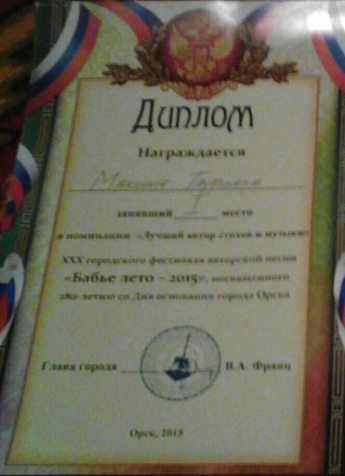 Диплом
Награждается
Максим
занявший I место
в номинации «Лучший автор стихов и музыки»
XXX городского фестиваля авторской песни
«Бабье лето – 2015», посвященного
280-летию со Дня основания города Орска
Глава города В.А. Франц
Орск, 2015